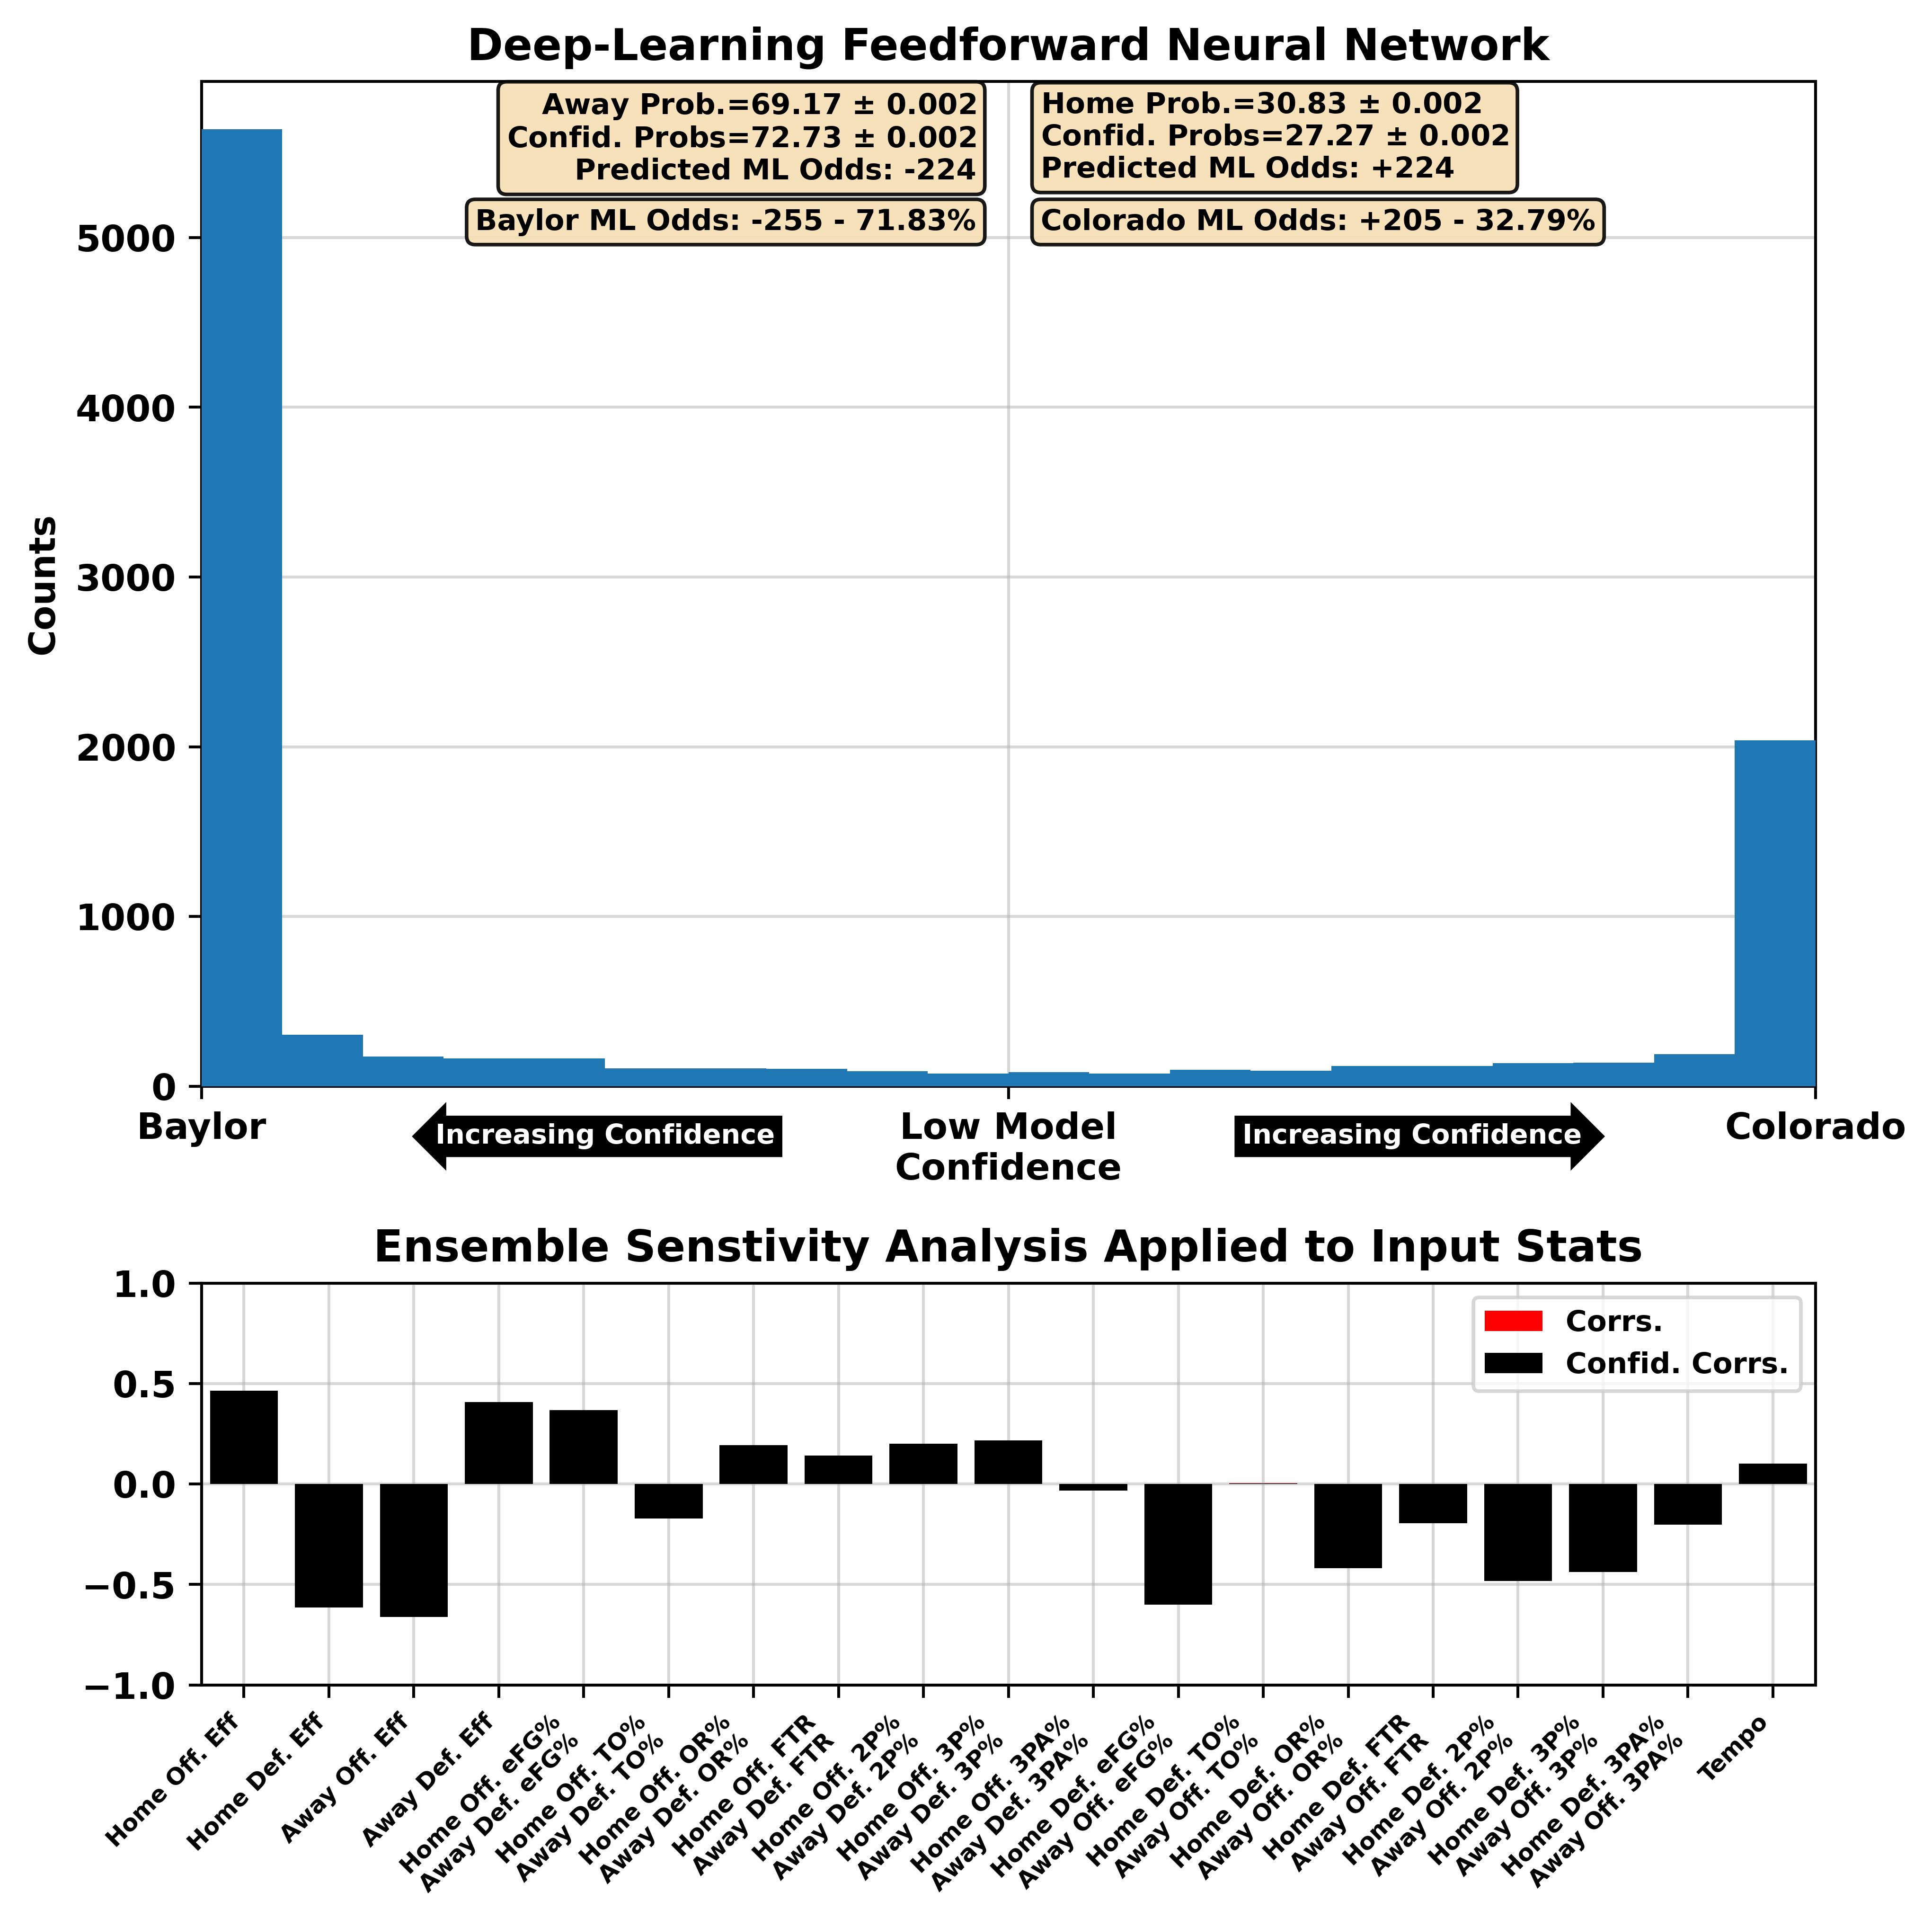 Deep-Learning Feedforward Neural Network
Away Prob.=69.17 ± 0.002
Confid. Probs=72.73 ± 0.002
Predicted ML Odds: -224
Home Prob.=30.83 ± 0.002
Confid. Probs=27.27 ± 0.002
Predicted ML Odds: +224
Baylor ML Odds: -255 - 71.83%
Colorado ML Odds: +205 - 32.79%
Counts
5000
4000
3000
2000
1000
0
Baylor
Increasing Confidence
Low Model
Confidence
Increasing Confidence
Colorado
Ensemble Senstivity Analysis Applied to Input Stats
Corrs.
Confid. Corrs.
1.0
0.5
0.0
−0.5
−1.0
Home Off. Eff
Home Def. Eff
Away Off. Eff
Away Def. Eff
Home Off. eFG%
Away Def. eFG%
Home Off. TO%
Away Def. TO%
Home Off. OR%
Away Def. OR%
Home Off. FTR
Away Def. FTR
Home Off. 2P%
Away Def. 2P%
Home Off. 3P%
Away Def. 3P%
Home Off. 3PA%
Away Def. 3PA%
Home Def. eFG%
Away Off. eFG%
Home Def. TO%
Away Off. TO%
Home Def. OR%
Away Off. OR%
Home Def. FTR
Away Off. FTR
Home Def. 2P%
Away Off. 2P%
Home Def. 3P%
Away Off. 3P%
Home Def. 3PA%
Away Off. 3PA%
Tempo